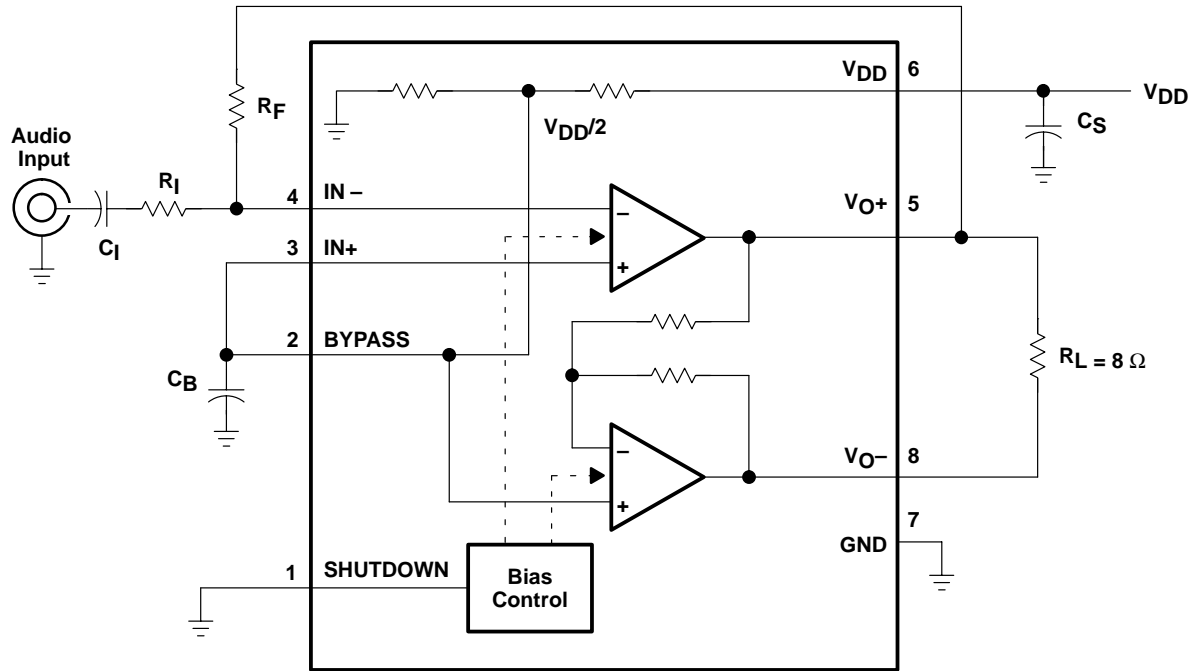 VDD
6
VDD
RF
VDD/2
CS
Audio
Input
RI
CI
4
IN −
3
IN+
VO+
5
−
+
2
BYPASS
CB
RL = 8 Ω
−
+
VO−
8
7
GND
1
SHUTDOWN
Bias
Control